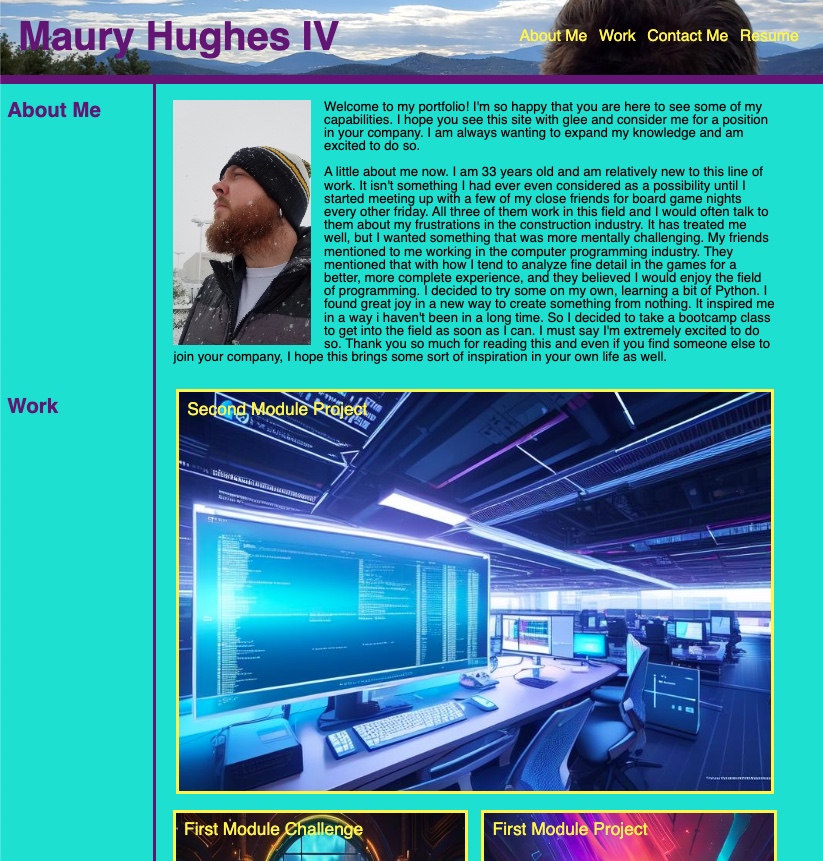 Maury Hughes IV
About Me Work Contact Me Resume
About Me
Welcome to my portfolio! I'm so happy that you are here to see some of my
capabilities. I hope you see this site with glee and consider me for a position
in your company. I am always wanting to expand my knowledge and am
excited to do so.
A little about me now. I am 33 years old and am relatively new to this line of
work. It isn't something I had ever even considered as a possibility until I
started meeting up with a few of my close friends for board game nights
every other friday. All three of them work in this field and I would often talk to
them about my frustrations in the construction industry. It has treated me
well, but I wanted something that was more mentally challenging. My friends
mentioned to me working in the computer programming industry. They
mentioned that with how I tend to analyze fine detail in the games for a
better, more complete experience, and they believed I would enjoy the field
of programming. I decided to try some on my own, learning a bit of Python. I
found great joy in a new way to create something from nothing. It inspired me
in a way i haven't been in a long time. So I decided to take a bootcamp class
to get into the field as soon as I can. I must say I'm extremely excited to do
so. Thank you so much for reading this and even if you find someone else to
join your company, I hope this brings some sort of inspiration in your own life as well.
Work
Second Module Project
First Module Challenge
First Module Project